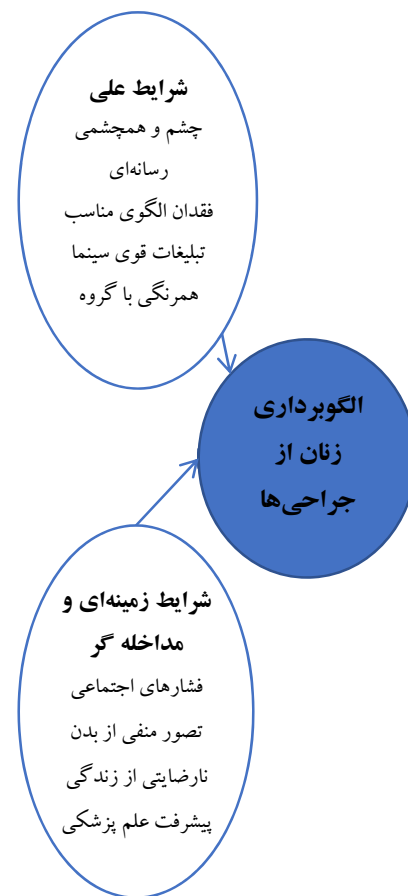 شرایط علی
چشم و همچشمی
رسانه‌ای
فقدان الگوی مناسب
تبلیغات قوی سینما
همرنگی با گروه
الگوبرداری
زنان از
جراحی‌ها
شرایط زمینه‌ای و
مداخله گر
فشارهای اجتماعی
تصور منفی از بدن
نارضایتی از زندگی
پیشرفت علم پزشکی